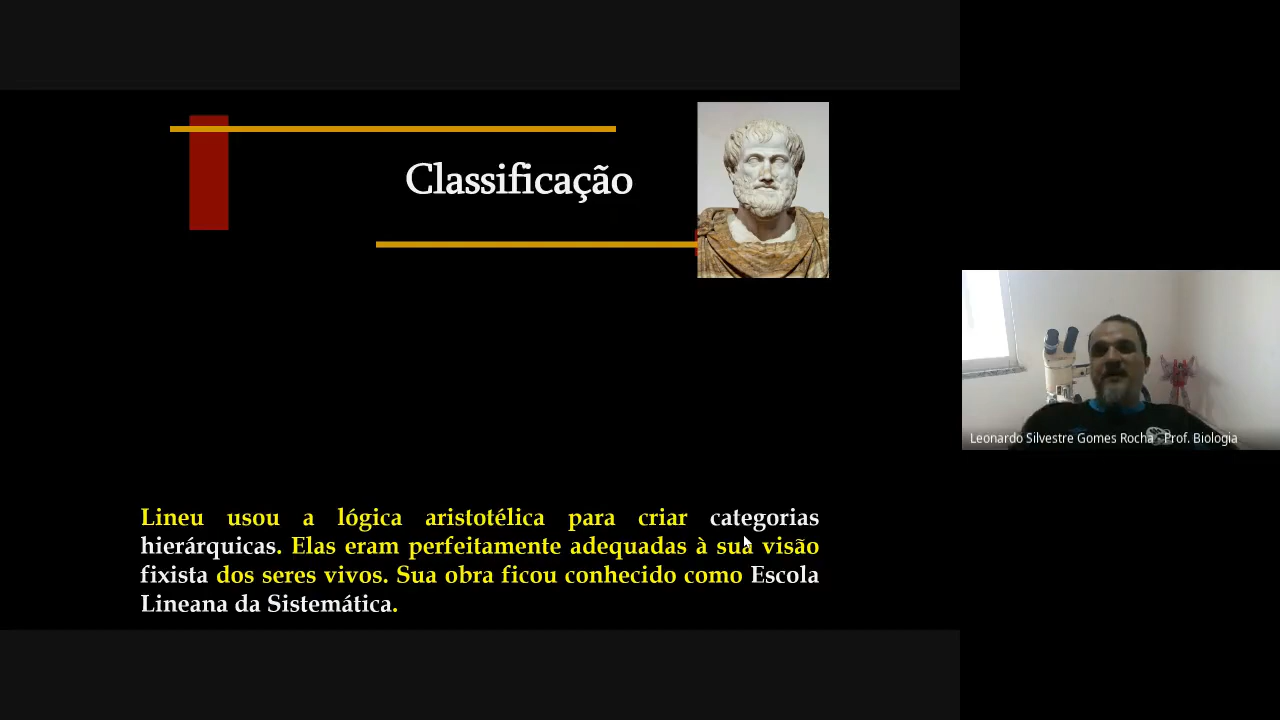 Classificação
Lineu usou a lógica aristotélica para criar categorias
hierárquicas. Elas eram perfeitamente adequadas à sua visão
fixista dos seres vivos. Sua obra ficou conhecido como Escola
Lineana da Sistemática.
Leonardo Silvestre Gomes Rocha - Prof. Biologia